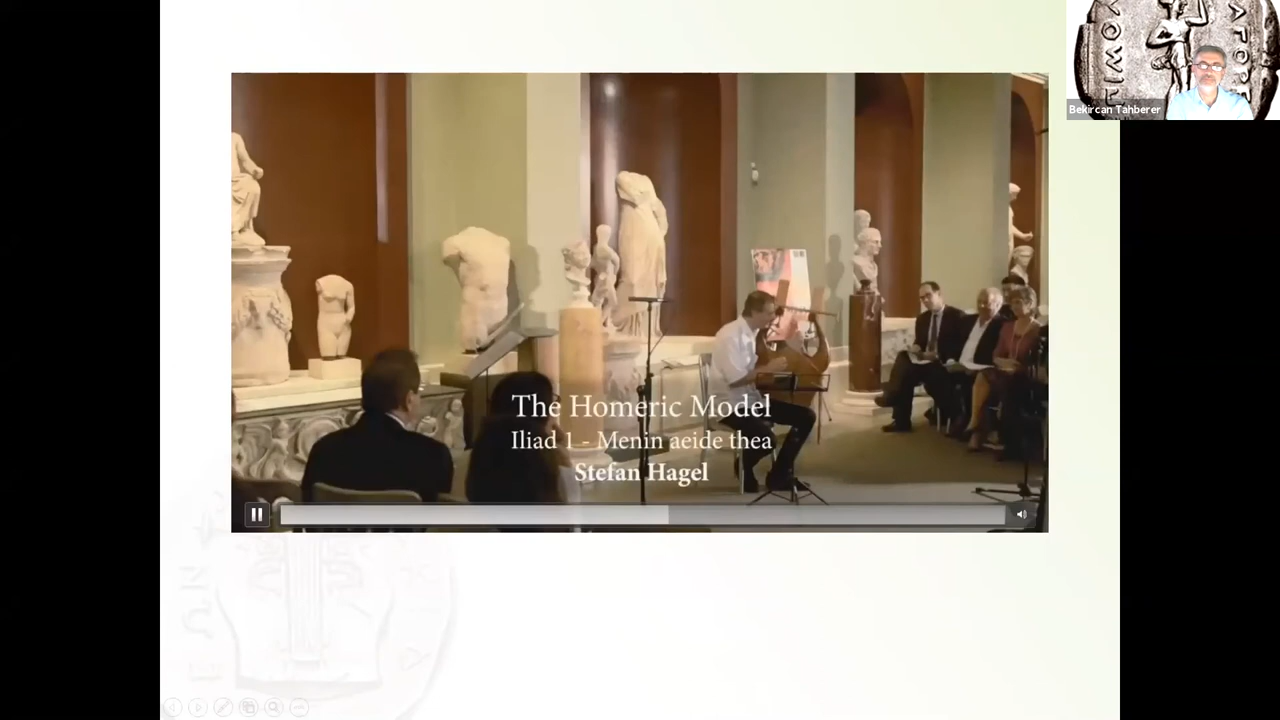 Bekircan Tahberer
The Homeric Model
Iliad 1 - Menin aeide thea
Stefan Hagel